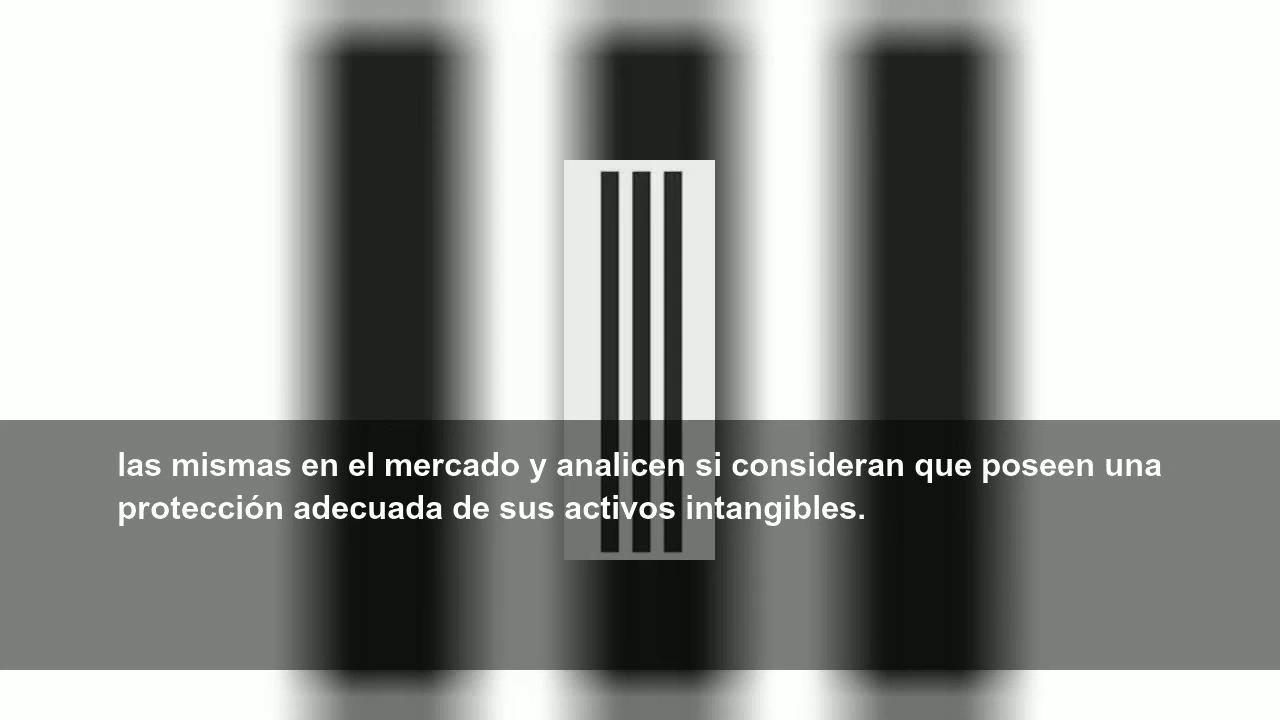 las mismas en el mercado y analicen si consideran que poseen una
protección adecuada de sus activos intangibles.